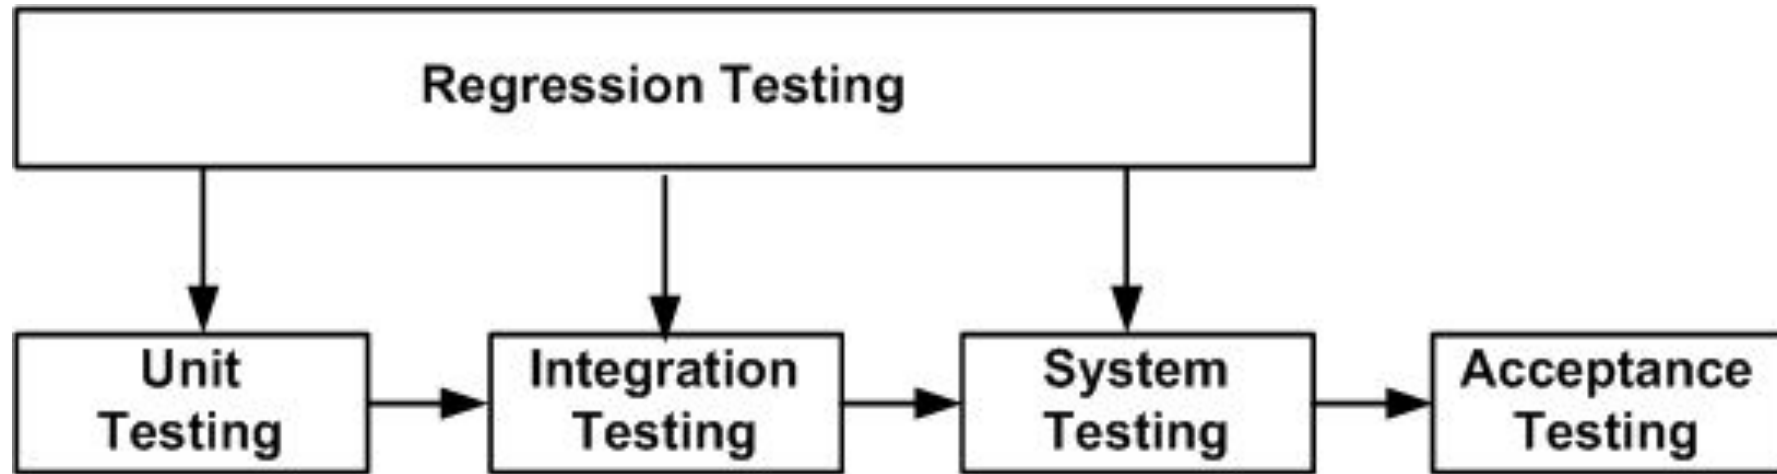 Regression Testing
Unit
Testing
Integration
Testing
System
Testing
Acceptance
Testing